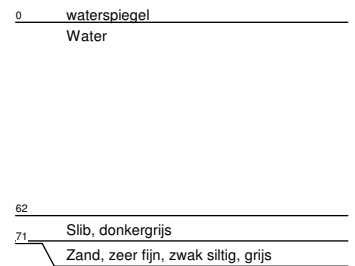 0 waterspiegel
Water
62
Slib, donkergrijs
71
Zand, zeer fijn, zwak siltig, grijs